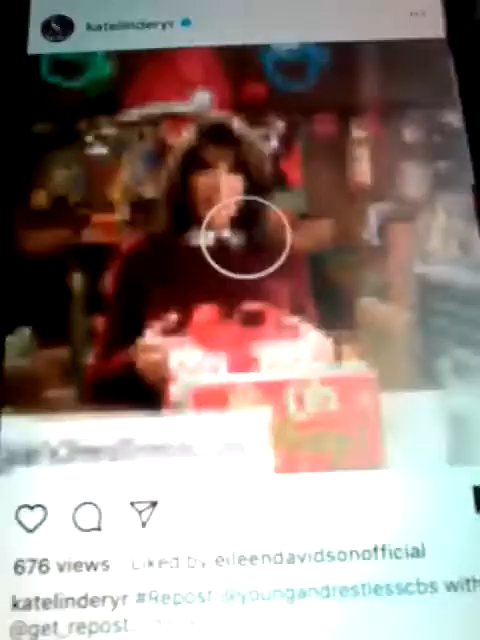 katelinderyr
676 views Liked by eileendavidsonofficial
katelinderyr #Repost @youngandrestlesscbs with
@get_repost